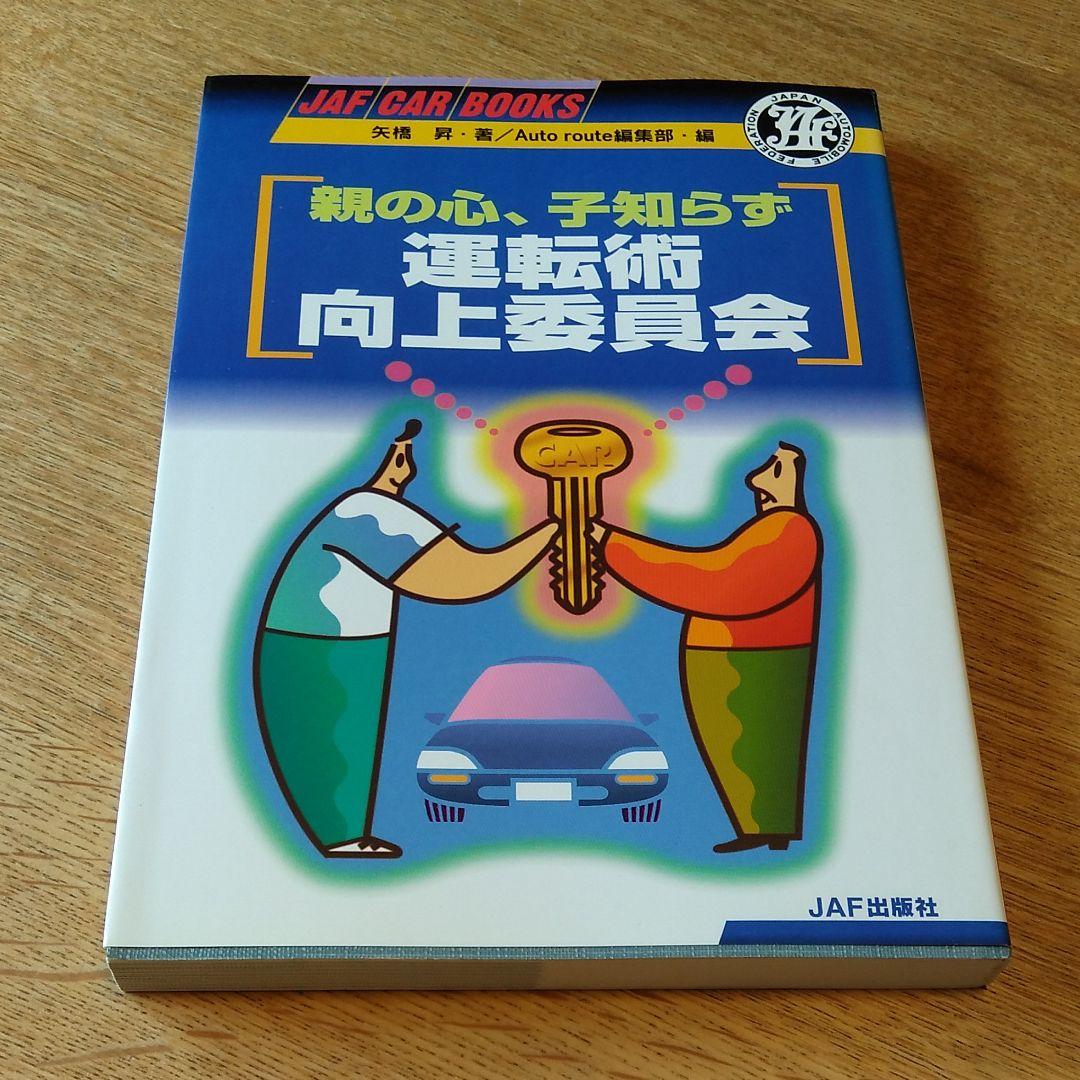 JAF CAR BOOKS
矢橋 昇・著／Auto route編集部・編
JAPAN AUTOMOBILE FEDERATION
JAF
親の心、子知らず
運転術
向上委員会
CAR
JAF出版社